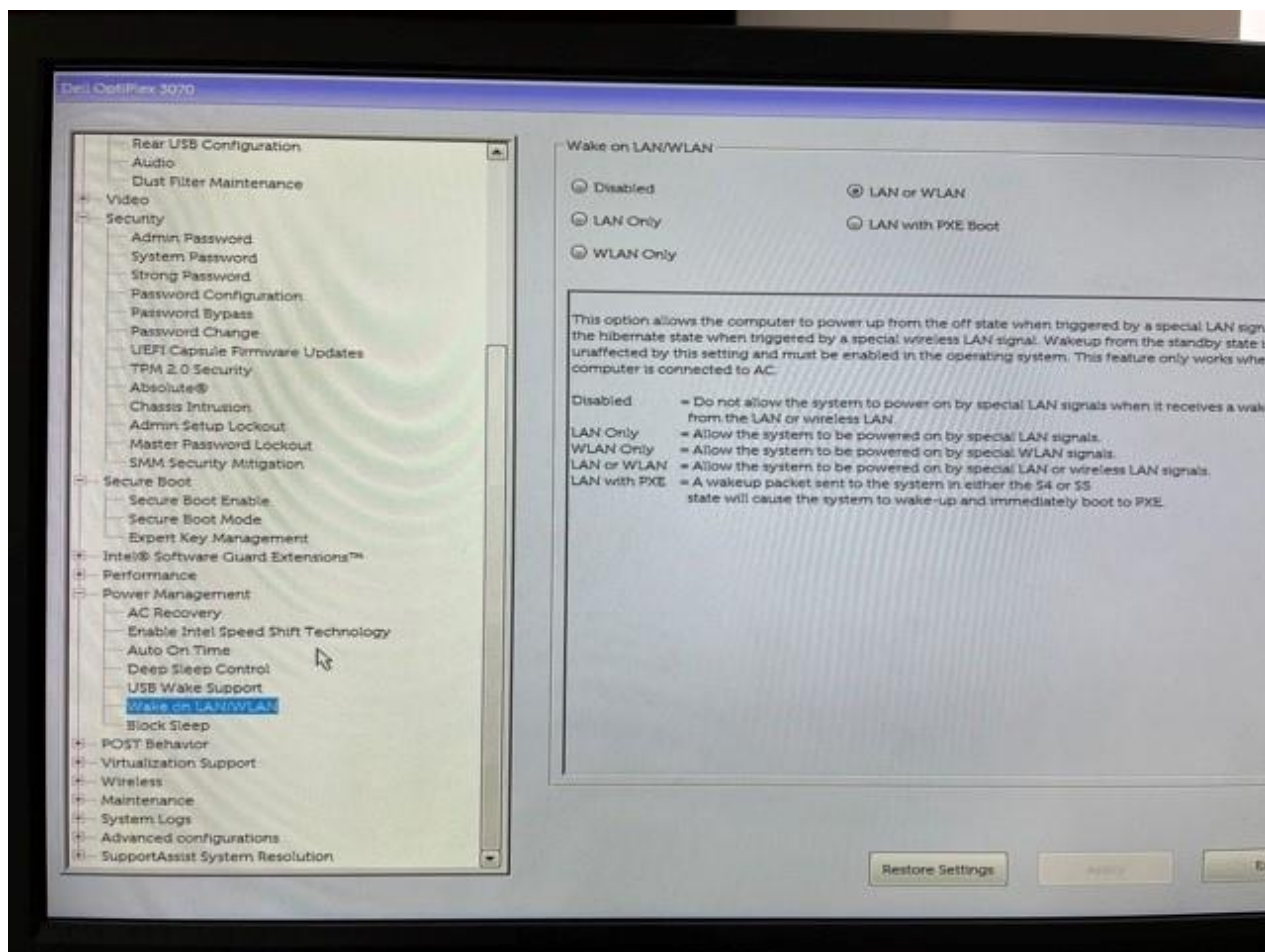 Dell OptiPlex 3070
Rear USB Configuration
Audio
Dust Filter Maintenance
Video
Security
Admin Password
System Password
Strong Password
Password Configuration
Password Bypass
Password Change
UEFI Capsule Firmware Updates
TPM 2.0 Security
Absolute®
Chassis Intrusion
Admin Setup Lockout
Master Password Lockout
SMM Security Mitigation
Secure Boot
Secure Boot Enable
Secure Boot Mode
Expert Key Management
Intel® Software Guard Extensions™
Performance
Power Management
AC Recovery
Enable Intel Speed Shift Technology
Auto On Time
Deep Sleep Control
USB Wake Support
Wake on LAN/WLAN
Block Sleep
POST Behavior
Virtualization Support
Wireless
Maintenance
System Logs
Advanced configurations
SupportAssist System Resolution
Wake on LAN/WLAN
Disabled
LAN or WLAN
LAN Only
LAN with PXE Boot
WLAN Only
This option allows the computer to power up from the off state when triggered by a special LAN sign
the hibernate state when triggered by a special wireless LAN signal. Wakeup from the standby state i
unaffected by this setting and must be enabled in the operating system. This feature only works whe
computer is connected to AC.
Disabled = Do not allow the system to power on by special LAN signals when it receives a wak
from the LAN or wireless LAN.
LAN Only = Allow the system to be powered on by special LAN signals.
WLAN Only = Allow the system to be powered on by special WLAN signals.
LAN or WLAN = Allow the system to be powered on by special LAN or wireless LAN signals.
LAN with PXE = A wakeup packet sent to the system in either the S4 or S5
state will cause the system to wake-up and immediately boot to PXE.
Restore Settings
Apply
E